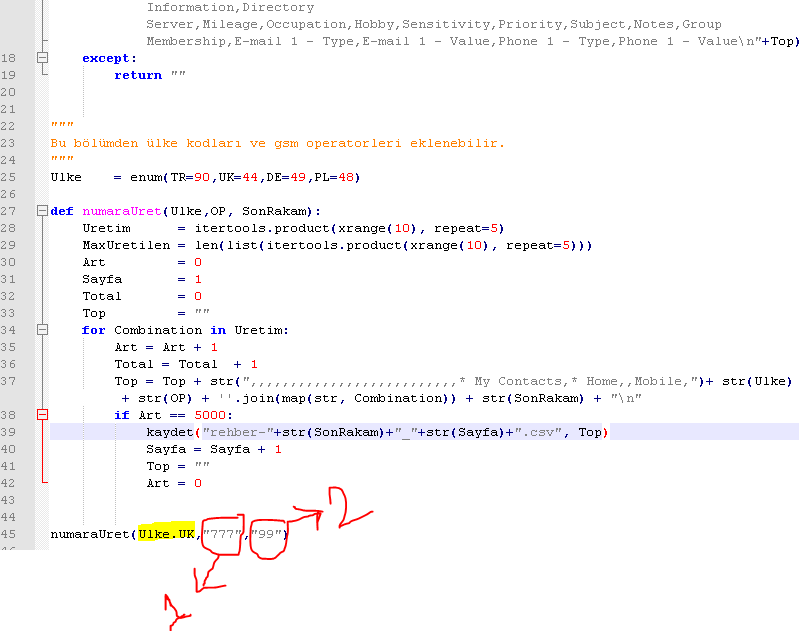 Information,Directory
Server,Mileage,Occupation,Hobby,Sensitivity,Priority,Subject,Notes,Group
Membership,E-mail 1 - Type,E-mail 1 - Value,Phone 1 - Type,Phone 1 - Value\n"+Top)
18 except:
19 return ""
20
21
22 """
23 Bu bölümden ülke kodları ve gsm operatorleri eklenebilir.
24 """
25 Ulke = enum(TR=90,UK=44,DE=49,PL=48)
26
27 def numaraUret(Ulke,OP, SonRakam):
28 Uretim = itertools.product(xrange(10), repeat=5)
29 MaxUretilen = len(list(itertools.product(xrange(10), repeat=5)))
30 Art = 0
31 Sayfa = 1
32 Total = 0
33 Top = ""
34 for Combination in Uretim:
35 Art = Art + 1
36 Total = Total + 1
37 Top = Top + str(",,,,,,,,,,,,,,,,,,,,,,,,,,* My Contacts,* Home,,Mobile,")+ str(Ulke)
+ str(OP) + ''.join(map(str, Combination)) + str(SonRakam) + "\n"
38 if Art == 5000:
39 kaydet("rehber-"+str(SonRakam)+"_"+str(Sayfa)+".csv", Top)
40 Sayfa = Sayfa + 1
41 Top = ""
42 Art = 0
43
44
45 numaraUret(Ulke.UK,"777","99")
2
1